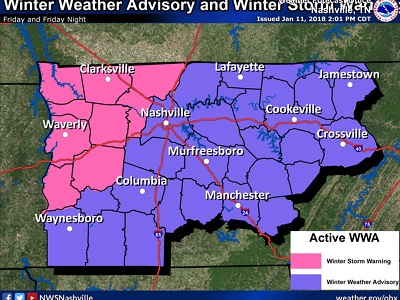 Winter Weather Advisory and Winter Storm
Nashville, TN
Friday and Friday Night
Issued Jan 11, 2018 2:01 PM CDT
Clarksville
Lafayette
Jamestown
Waverly
Nashville
Cookeville
Crossville
Murfreesboro
Columbia
Manchester
Waynesboro
40
24
65
75
Active WWA
Winter Storm Warning
Winter Weather Advisory
NWSNashville
weather.gov/ohx